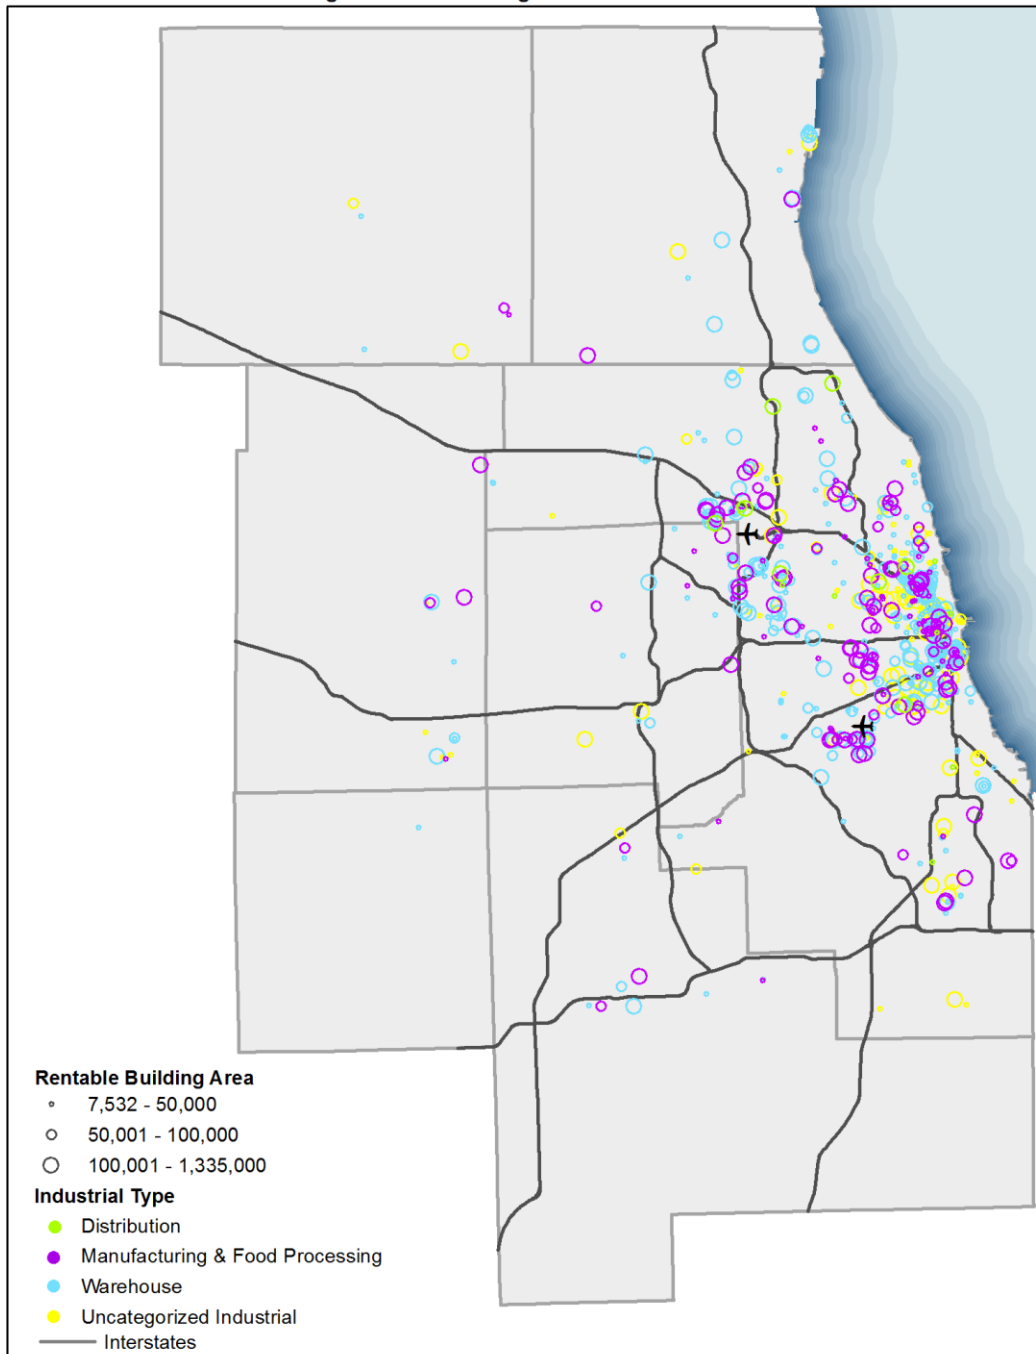 Rentable Building Area
7,532 - 50,000
50,001 - 100,000
100,001 - 1,335,000
Industrial Type
Distribution
Manufacturing & Food Processing
Warehouse
Uncategorized Industrial
Interstates